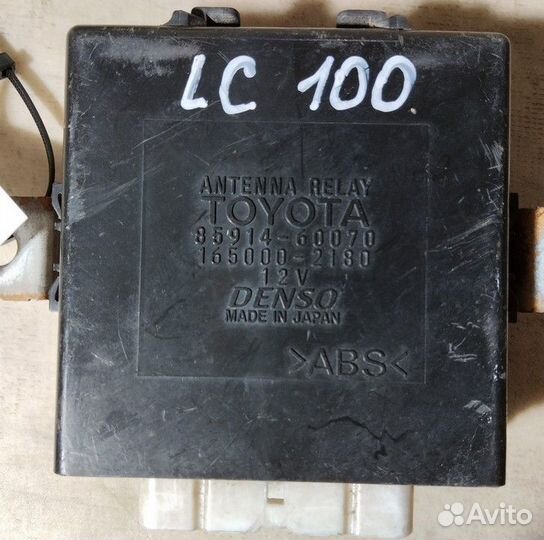 LC 100
ANTENNA RELAY
TOYOTA
85914-60070
165000-2180
12V
DENSO
MADE IN JAPAN
>ABS<
Avito